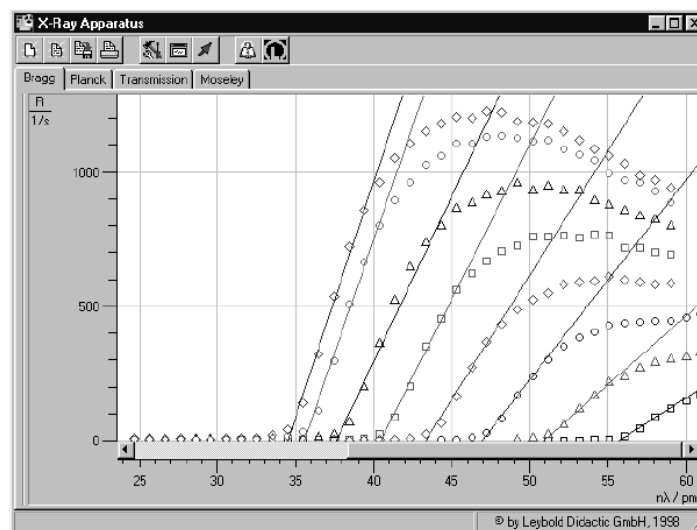 X-Ray Apparatus
Bragg Planck Transmission Moseley
R
1/s
1000
500
0
25 30 35 40 45 50 55 60
nλ / pm
© by Leybold Didactic GmbH, 1998